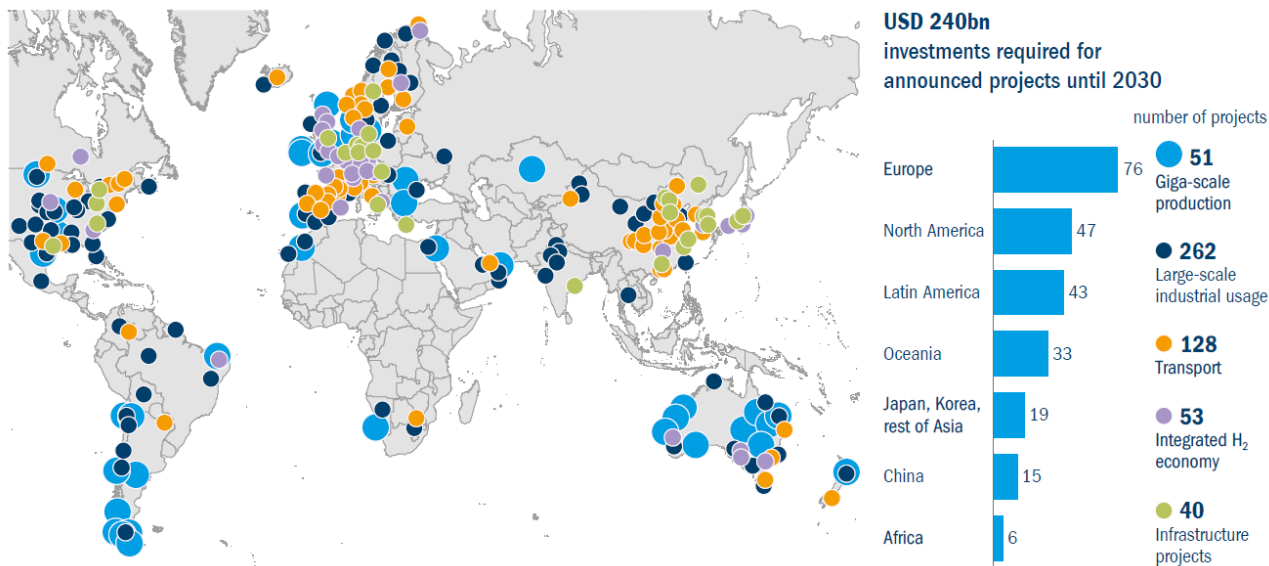 USD 240bn
investments required for
announced projects until 2030
number of projects
Europe
76
North America
47
Latin America
43
Oceania
33
Japan, Korea,
rest of Asia
19
China
15
Africa
6
51
Giga-scale
production
262
Large-scale
industrial usage
128
Transport
53
Integrated H₂
economy
40
Infrastructure
projects